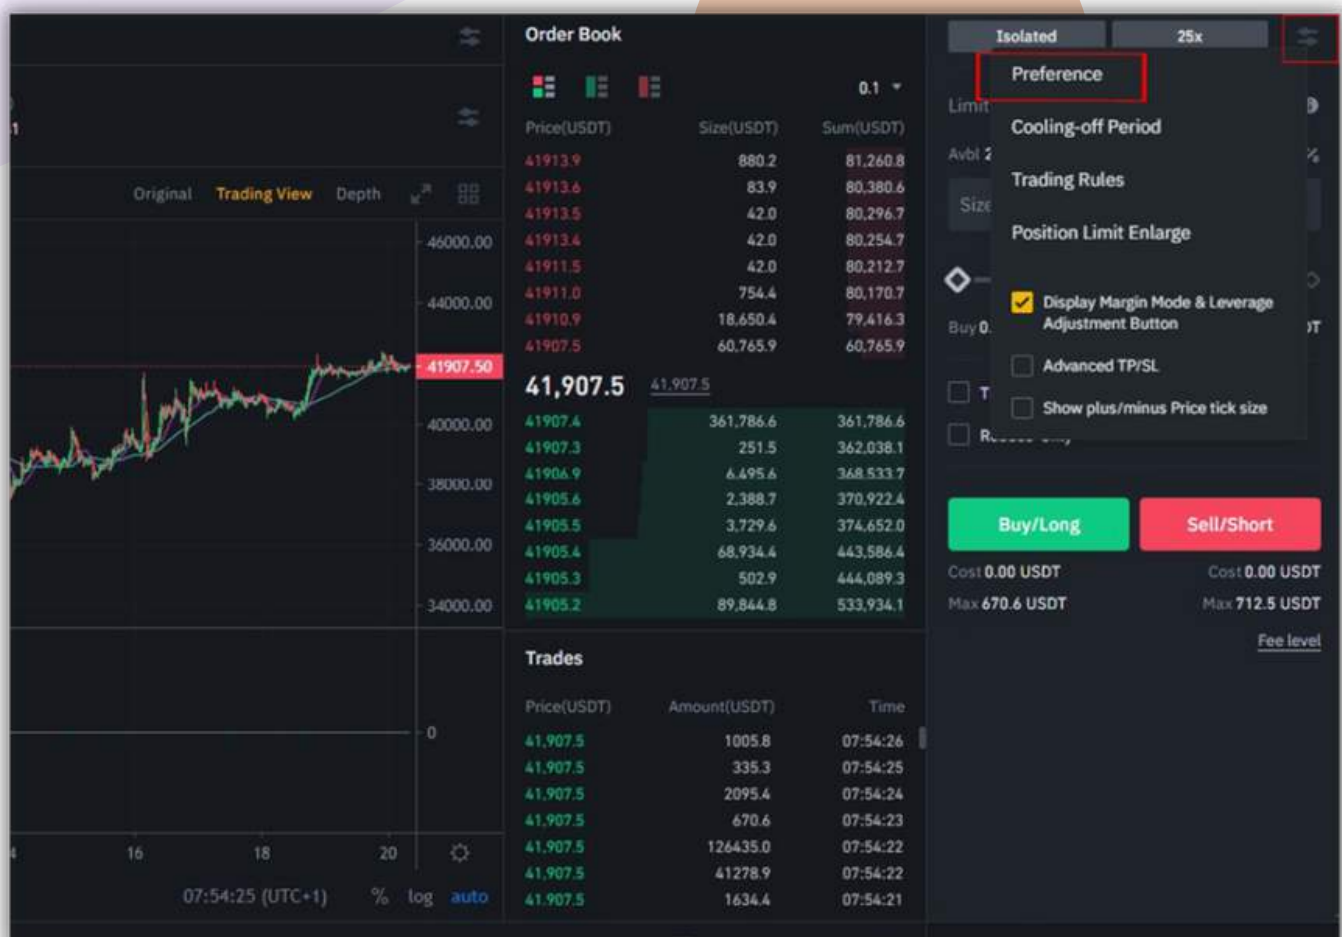 Original Trading View Depth
46000.00
44000.00
41907.50
40000.00
38000.00
36000.00
34000.00
0
16 18 20
07:54:25 (UTC+1) % log auto
Order Book
0.1
Price(USDT) Size(USDT) Sum(USDT)
41913.9 880.2 81,260.8
41913.6 83.9 80,380.6
41913.5 42.0 80,296.7
41913.4 42.0 80,254.7
41911.5 42.0 80,212.7
41911.0 754.4 80,170.7
41910.9 18,650.4 79,416.3
41907.5 60,765.9 60,765.9
41,907.5 41,907.5
41907.4 361,786.6 361,786.6
41907.3 251.5 362,038.1
41906.9 6,495.6 368,533.7
41905.6 2,388.7 370,922.4
41905.5 3,729.6 374,652.0
41905.4 68,934.4 443,586.4
41905.3 502.9 444,089.3
41905.2 89,844.8 533,934.1
Trades
Price(USDT) Amount(USDT) Time
41,907.5 1005.8 07:54:26
41,907.5 335.3 07:54:25
41,907.5 2095.4 07:54:24
41,907.5 670.6 07:54:23
41,907.5 126435.0 07:54:22
41,907.5 41278.9 07:54:22
41,907.5 1634.4 07:54:21
Isolated 25x
Preference
Limit
Cooling-off Period
Avbl 2 %
Trading Rules
Size
Position Limit Enlarge
Display Margin Mode & Leverage
Adjustment Button
Buy 0.
Advanced TP/SL
T
Show plus/minus Price tick size
Buy/Long Sell/Short
Cost 0.00 USDT Cost 0.00 USDT
Max 670.6 USDT Max 712.5 USDT
Fee level